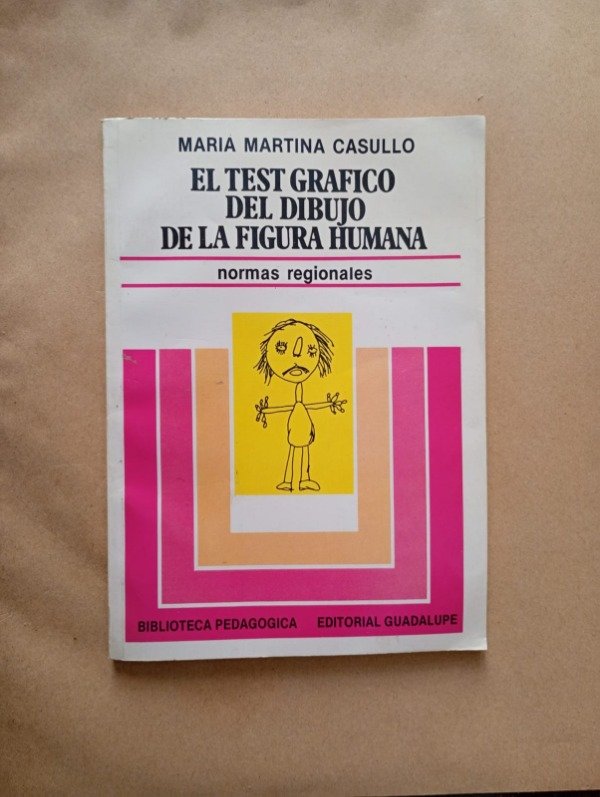 MARIA MARTINA CASULLO
EL TEST GRAFICO
DEL DIBUJO
DE LA FIGURA HUMANA
normas regionales
BIBLIOTECA PEDAGOGICA EDITORIAL GUADALUPE